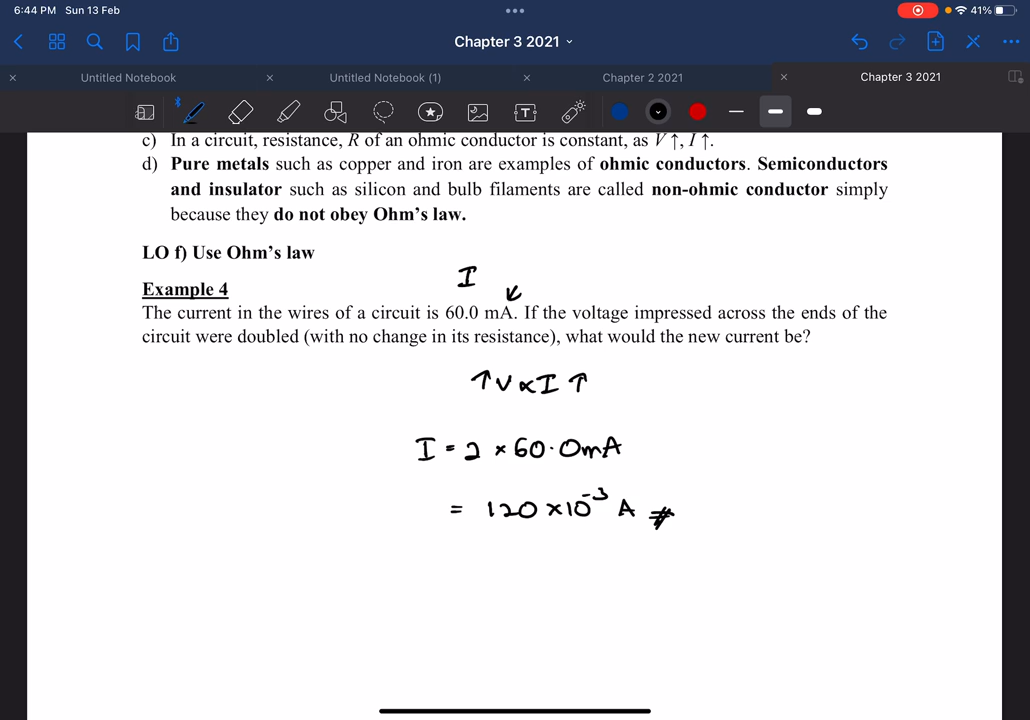 6:44 PM Sun 13 Feb
41%
Chapter 3 2021
Untitled Notebook
Untitled Notebook (1)
Chapter 2 2021
Chapter 3 2021
c) In a circuit, resistance, R of an ohmic conductor is constant, as V↑, I↑.
d) Pure metals such as copper and iron are examples of ohmic conductors. Semiconductors
and insulator such as silicon and bulb filaments are called non-ohmic conductor simply
because they do not obey Ohm's law.
LO f) Use Ohm's law
I
Example 4
The current in the wires of a circuit is 60.0 mA. If the voltage impressed across the ends of the
circuit were doubled (with no change in its resistance), what would the new current be?
↑V∝I↑
I = 2 × 60.0mA
= 120 × 10⁻³ A #